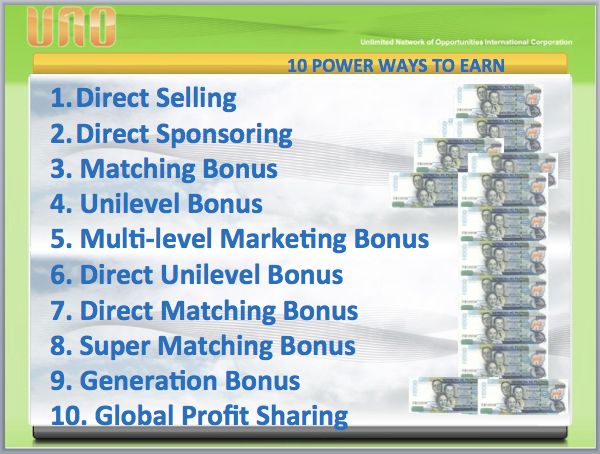 UNO
Unlimited Network of Opportunities International Corporation
10 POWER WAYS TO EARN
1. Direct Selling
2. Direct Sponsoring
3. Matching Bonus
4. Unilevel Bonus
5. Multi-level Marketing Bonus
6. Direct Unilevel Bonus
7. Direct Matching Bonus
8. Super Matching Bonus
9. Generation Bonus
10. Global Profit Sharing